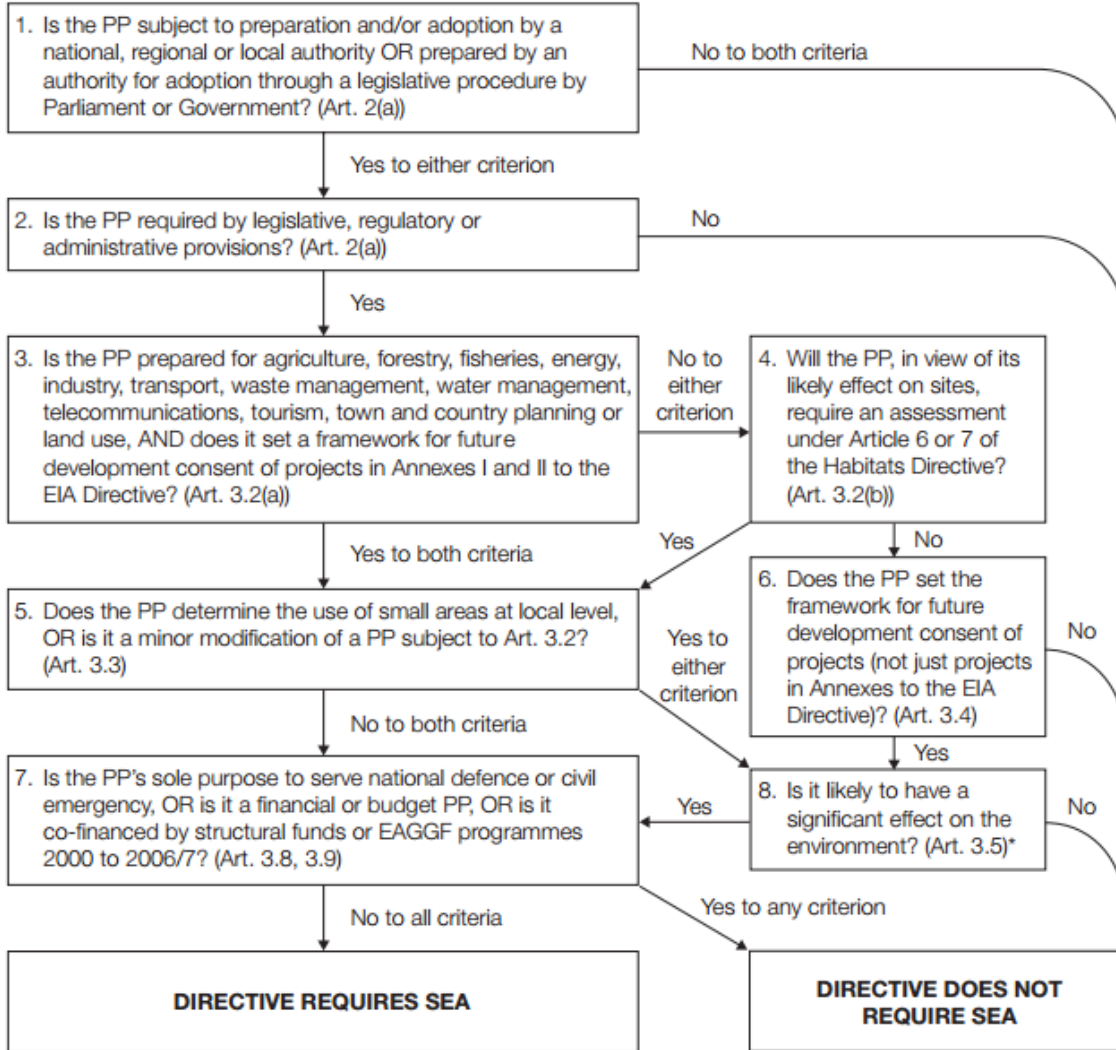 1. Is the PP subject to preparation and/or adoption by a
national, regional or local authority OR prepared by an
authority for adoption through a legislative procedure by
Parliament or Government? (Art. 2(a))
No to both criteria
Yes to either criterion
2. Is the PP required by legislative, regulatory or
administrative provisions? (Art. 2(a))
No
Yes
3. Is the PP prepared for agriculture, forestry, fisheries, energy,
industry, transport, waste management, water management,
telecommunications, tourism, town and country planning or
land use, AND does it set a framework for future
development consent of projects in Annexes I and II to the
EIA Directive? (Art. 3.2(a))
No to
either
criterion
4. Will the PP, in view of its
likely effect on sites,
require an assessment
under Article 6 or 7 of
the Habitats Directive?
(Art. 3.2(b))
Yes to both criteria
Yes
No
5. Does the PP determine the use of small areas at local level,
OR is it a minor modification of a PP subject to Art. 3.2?
(Art. 3.3)
Yes to
either
criterion
6. Does the PP set the
framework for future
development consent of
projects (not just projects
in Annexes to the EIA
Directive)? (Art. 3.4)
No
No to both criteria
Yes
7. Is the PP's sole purpose to serve national defence or civil
emergency, OR is it a financial or budget PP, OR is it
co-financed by structural funds or EAGGF programmes
2000 to 2006/7? (Art. 3.8, 3.9)
Yes
8. Is it likely to have a
significant effect on the
environment? (Art. 3.5)*
No
No to all criteria
Yes to any criterion
DIRECTIVE REQUIRES SEA
DIRECTIVE DOES NOT
REQUIRE SEA